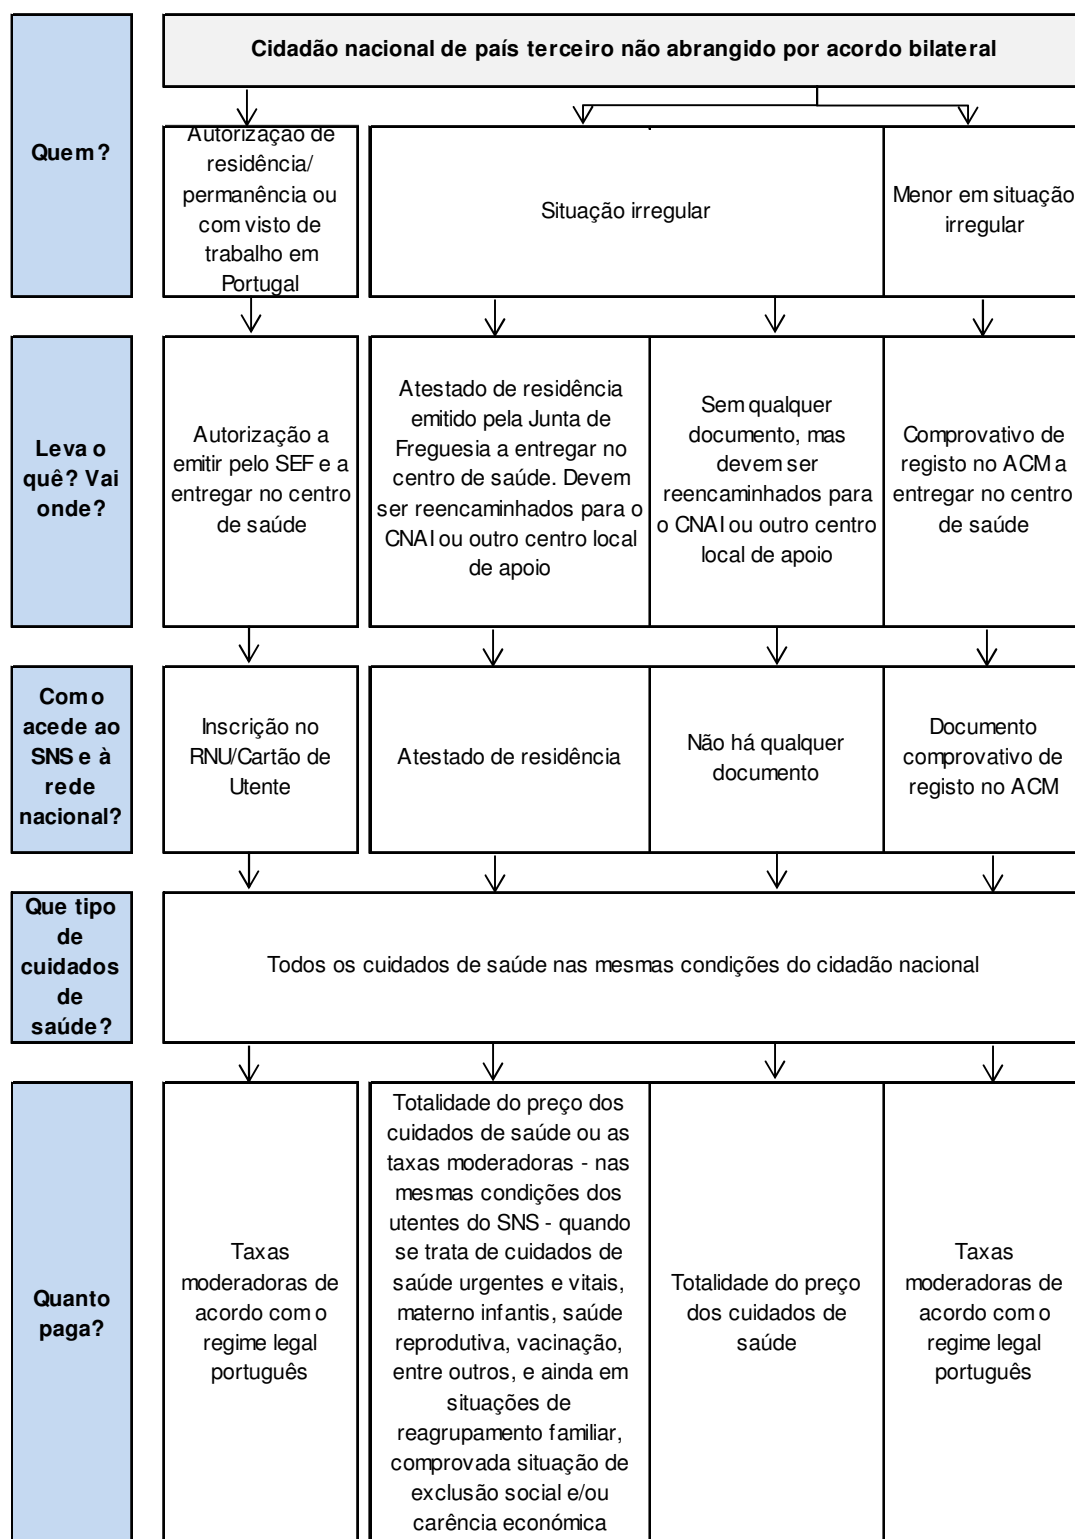 Cidadão nacional de país terceiro não abrangido por acordo bilateral
Quem?
Autorização de
residência/
permanência ou
com visto de
trabalho em
Portugal
Situação irregular
Menor em situação
irregular
Leva o
quê? Vai
onde?
Autorização a
emitir pelo SEF e a
entregar no centro
de saúde
Atestado de residência
emitido pela Junta de
Freguesia a entregar no
centro de saúde. Devem
ser reencaminhados para o
CNAI ou outro centro local
de apoio
Sem qualquer
documento, mas
devem ser
reencaminhados para
o CNAI ou outro centro
local de apoio
Comprovativo de
registo no ACM a
entregar no centro
de saúde
Como
acede ao
SNS e à
rede
nacional?
Inscrição no
RNU/Cartão de
Utente
Atestado de residência
Não há qualquer
documento
Documento
comprovativo de
registo no ACM
Que tipo
de
cuidados
de
saúde?
Todos os cuidados de saúde nas mesmas condições do cidadão nacional
Quanto
paga?
Taxas
moderadoras de
acordo com o
regime legal
português
Totalidade do preço dos
cuidados de saúde ou as
taxas moderadoras - nas
mesmas condições dos
utentes do SNS - quando
se trata de cuidados de
saúde urgentes e vitais,
materno infantis, saúde
reprodutiva, vacinação,
entre outros, e ainda em
situações de
reagrupamento familiar,
comprovada situação de
exclusão social e/ou
carência económica
Totalidade do preço
dos cuidados de
saúde
Taxas
moderadoras de
acordo com o
regime legal
português